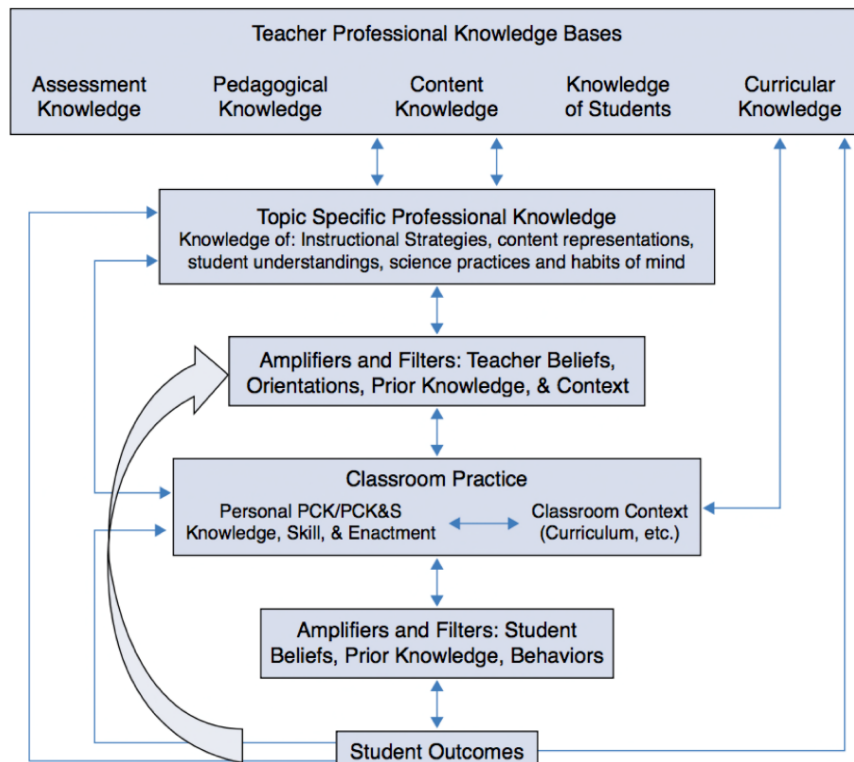 Teacher Professional Knowledge Bases
Assessment
Knowledge
Pedagogical
Knowledge
Content
Knowledge
Knowledge
of Students
Curricular
Knowledge
Topic Specific Professional Knowledge
Knowledge of: Instructional Strategies, content representations,
student understandings, science practices and habits of mind
Amplifiers and Filters: Teacher Beliefs,
Orientations, Prior Knowledge, & Context
Classroom Practice
Personal PCK/PCK&S
Knowledge, Skill, & Enactment
Classroom Context
(Curriculum, etc.)
Amplifiers and Filters: Student
Beliefs, Prior Knowledge, Behaviors
Student Outcomes